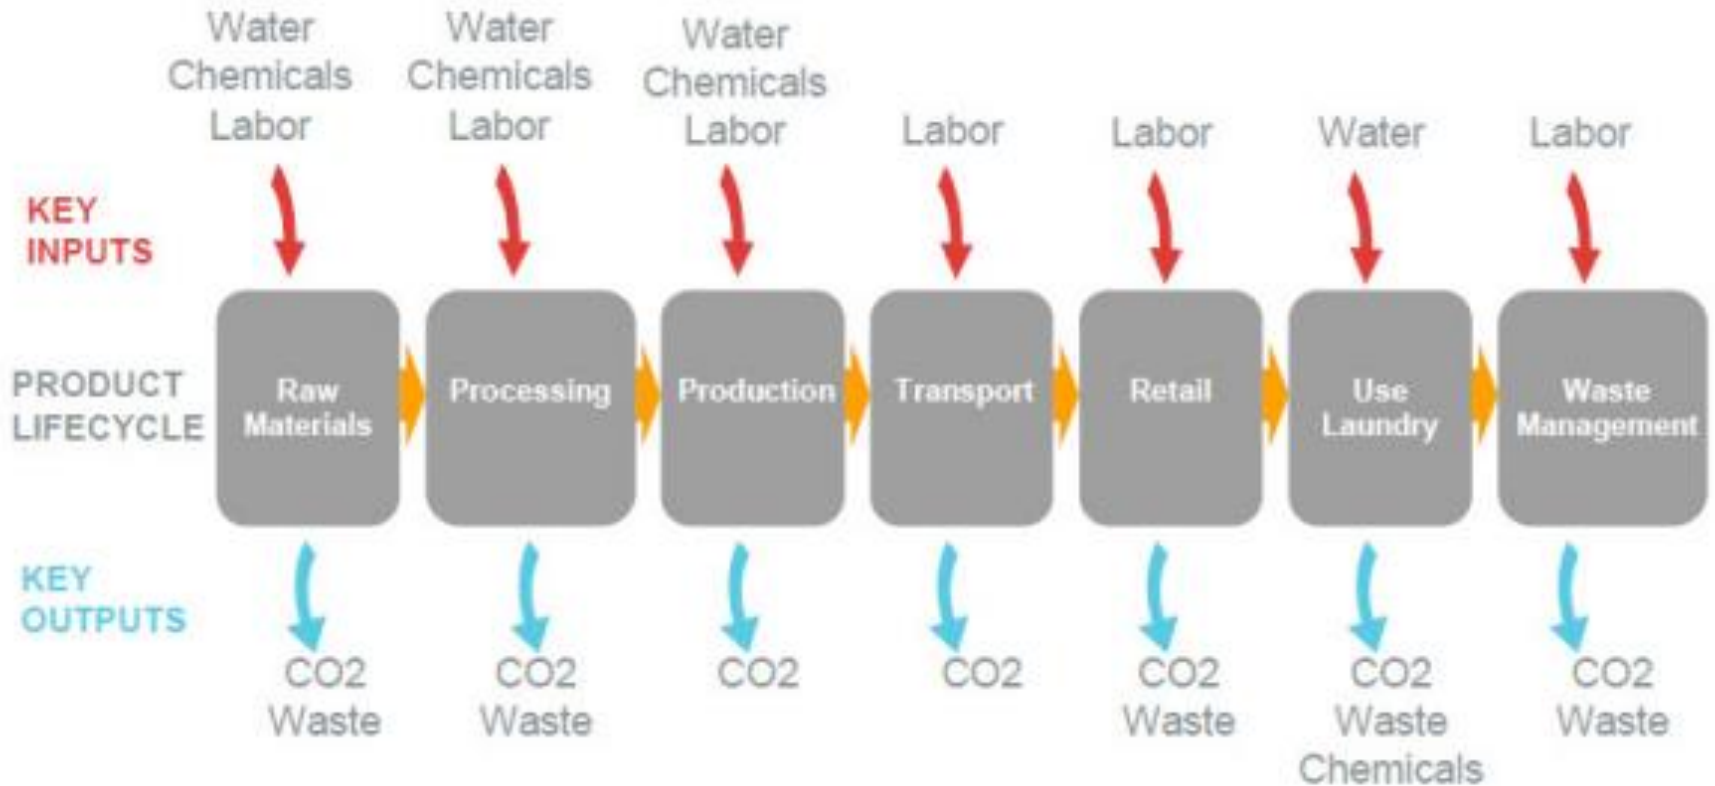 Water
Chemicals
Labor
Water
Chemicals
Labor
Water
Chemicals
Labor
Labor
Labor
Water
Labor
KEY
INPUTS
PRODUCT
LIFECYCLE
Raw
Materials
Processing
Production
Transport
Retail
Use
Laundry
Waste
Management
KEY
OUTPUTS
CO2
Waste
CO2
Waste
CO2
CO2
CO2
Waste
CO2
Waste
Chemicals
CO2
Waste